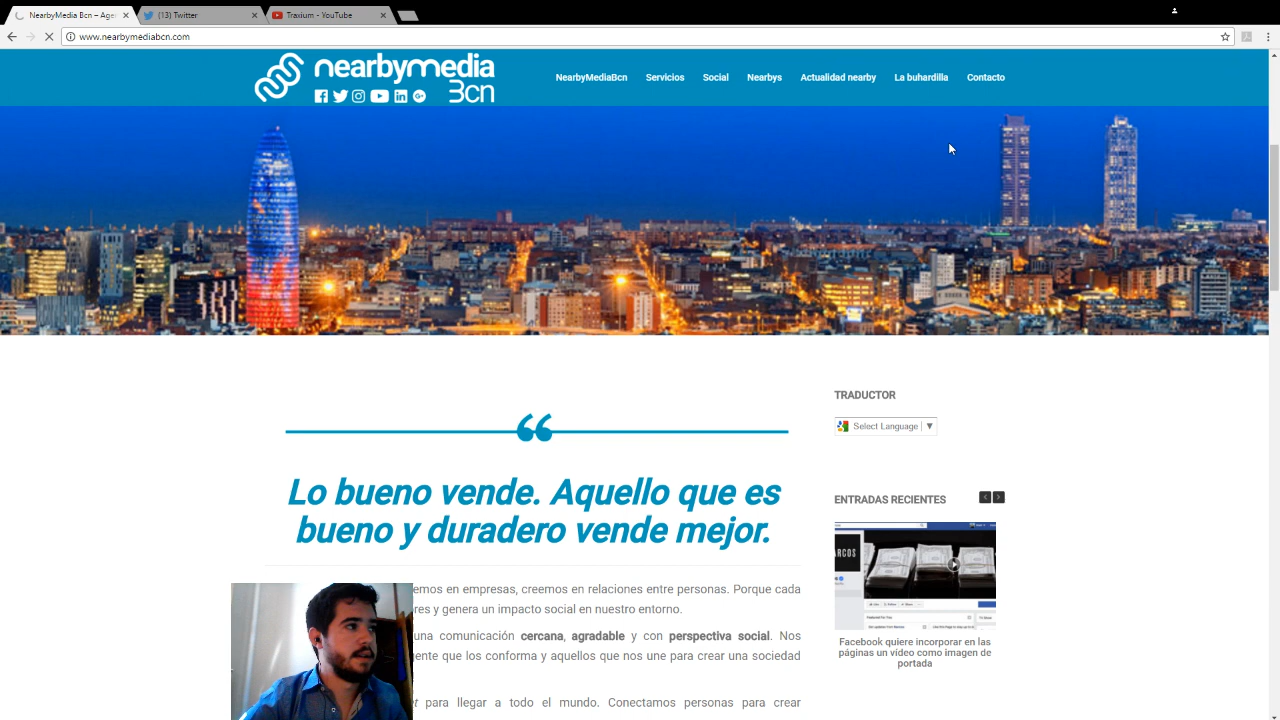 NearbyMedia Bcn – Age
(13) Twitter
Traxium - YouTube
www.nearbymediabcn.com
nearbymedia
Bcn
NearbyMediaBcn
Servicios
Social
Nearbys
Actualidad nearby
La buhardilla
Contacto
Lo bueno vende. Aquello que es
bueno y duradero vende mejor.
emos en empresas, creemos en relaciones entre personas. Porque cada
res y genera un impacto social en nuestro entorno.
una comunicación cercana, agradable y con perspectiva social. Nos
gente que los conforma y aquellos que nos une para crear una sociedad
para llegar a todo el mundo. Conectamos personas para crear
TRADUCTOR
Select Language ▼
ENTRADAS RECIENTES
Facebook quiere incorporar en las
páginas un vídeo como imagen de
portada